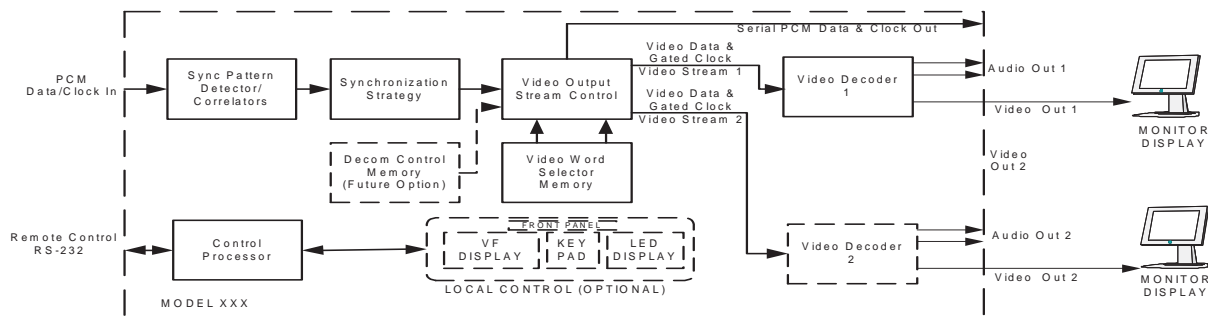 Serial PCM Data & Clock Out
PCM
Data/Clock In
Sync Pattern
Detector/
Correlators
Synchronization
Strategy
Video Output
Stream Control
Video Data &
Gated Clock
Video Stream 1
Video Data &
Gated Clock
Video Stream 2
Video Decoder
1
Audio Out 1
Video Out 1
MONITOR
DISPLAY
Decom Control
Memory
(Future Option)
Video Word
Selector
Memory
Video
Out 2
Remote Control
RS-232
Control
Processor
FRONT PANEL
VF
DISPLAY
KEY
PAD
LED
DISPLAY
LOCAL CONTROL (OPTIONAL)
Video Decoder
2
Audio Out 2
Video Out 2
MONITOR
DISPLAY
MODEL XXX